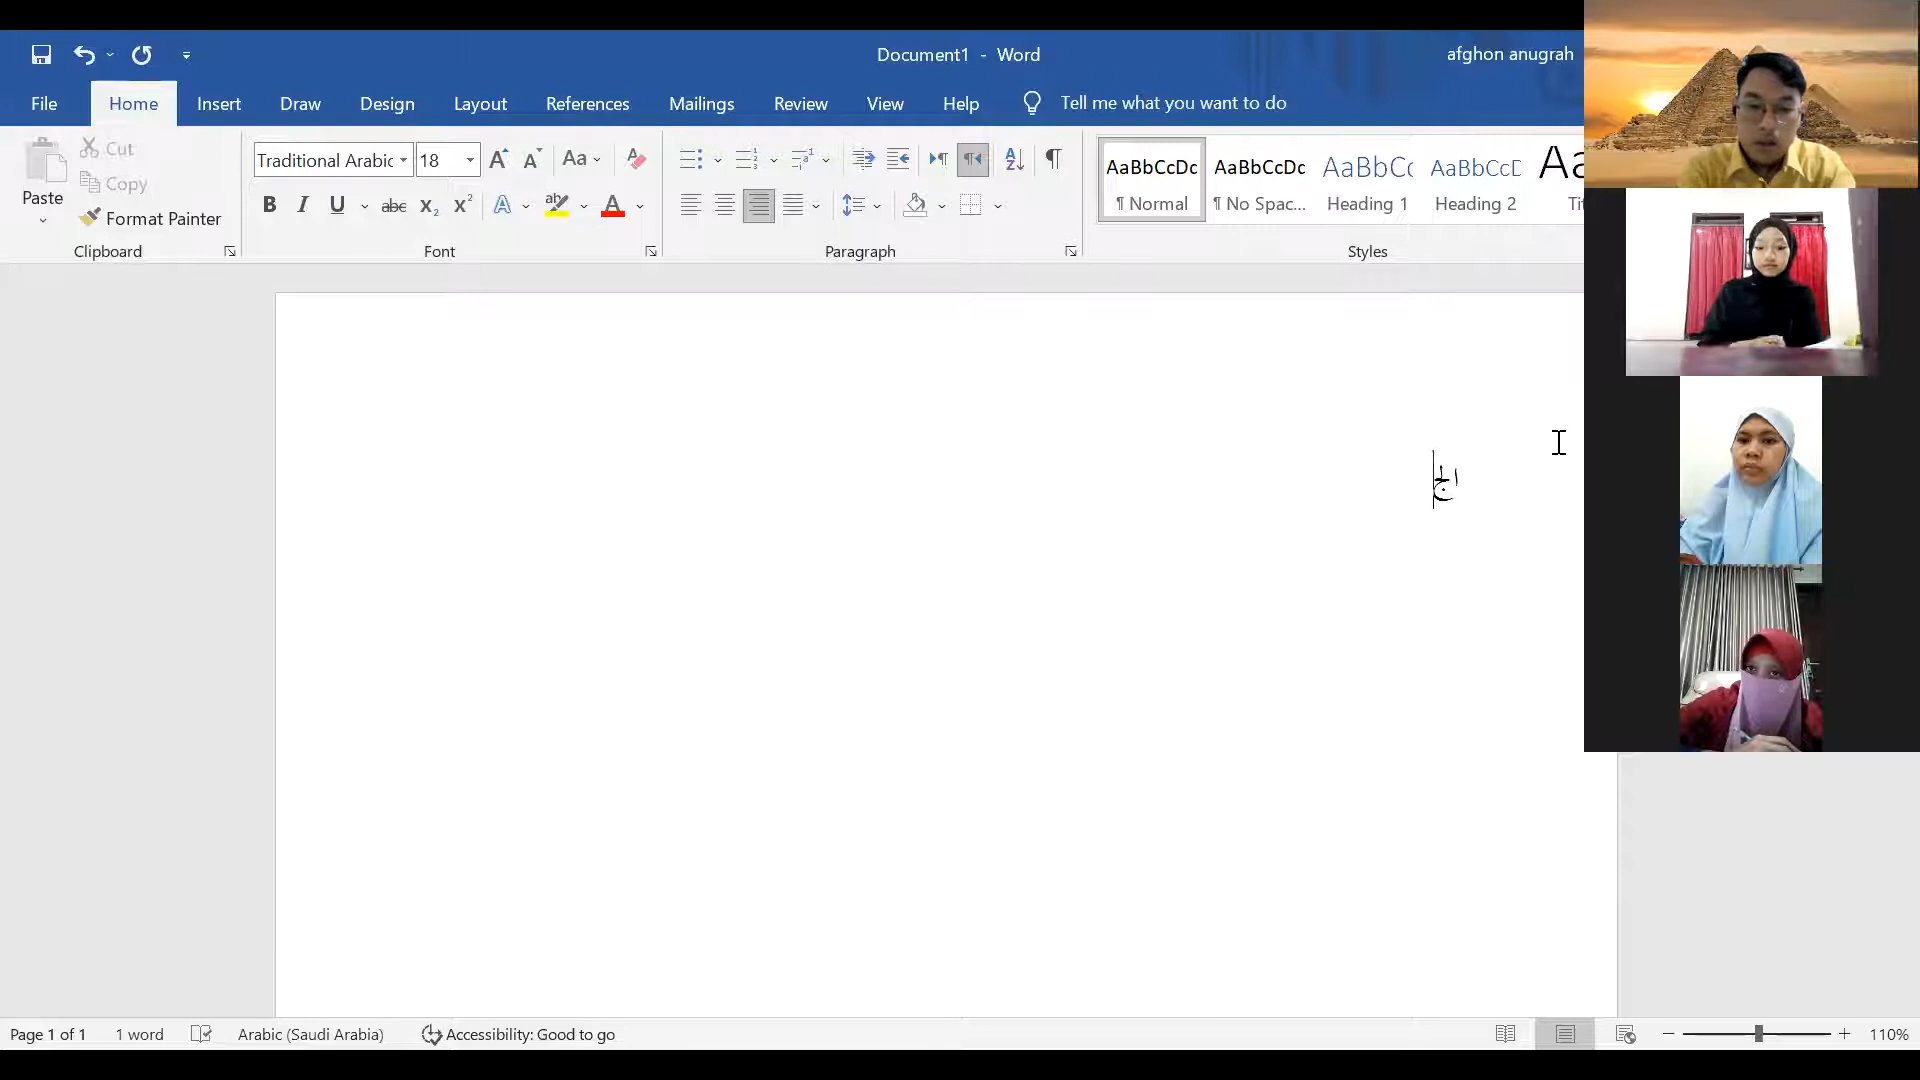 Document1 - Word
afghon anugrah
File Home Insert Draw Design Layout References Mailings Review View Help Tell me what you want to do
Paste
Cut
Copy
Format Painter
Clipboard
Traditional Arabic 18
Font
Paragraph
AaBbCcDc AaBbCcDc AaBbCc AaBbCcD Aa
¶ Normal ¶ No Spac... Heading 1 Heading 2 Tit
Styles
الج
Page 1 of 1 1 word Arabic (Saudi Arabia) Accessibility: Good to go 110%